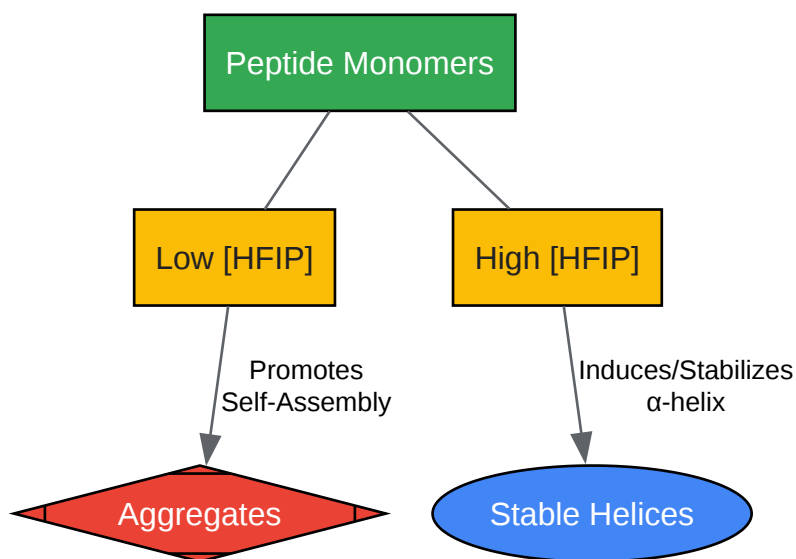 Peptide Monomers
Low [HFIP]
High [HFIP]
Promotes
Self-Assembly
Induces/Stabilizes
α-helix
Aggregates
Stable Helices